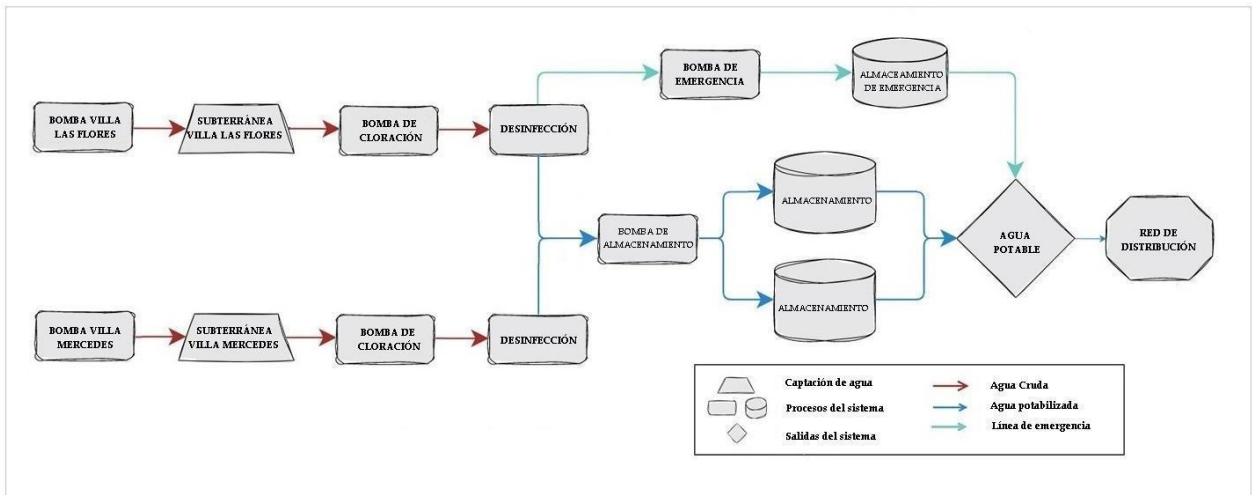 BOMBA DE
EMERGENCIA
ALMACEAMIENTO
DE EMERGENCIA
BOMBA VILLA
LAS FLORES
SUBTERRÁNEA
VILLA LAS FLORES
BOMBA DE
CLORACIÓN
DESINFECCIÓN
ALMACENAMIENTO
BOMBA DE
ALMACENAMIENTO
AGUA
POTABLE
RED DE
DISTRIBUCIÓN
ALMACENAMIENTO
BOMBA VILLA
MERCEDES
SUBTERRÁNEA
VILLA MERCEDES
BOMBA DE
CLORACIÓN
DESINFECCIÓN
Captación de agua
Agua Cruda
Procesos del sistema
Agua potabilizada
Salidas del sistema
Línea de emergencia